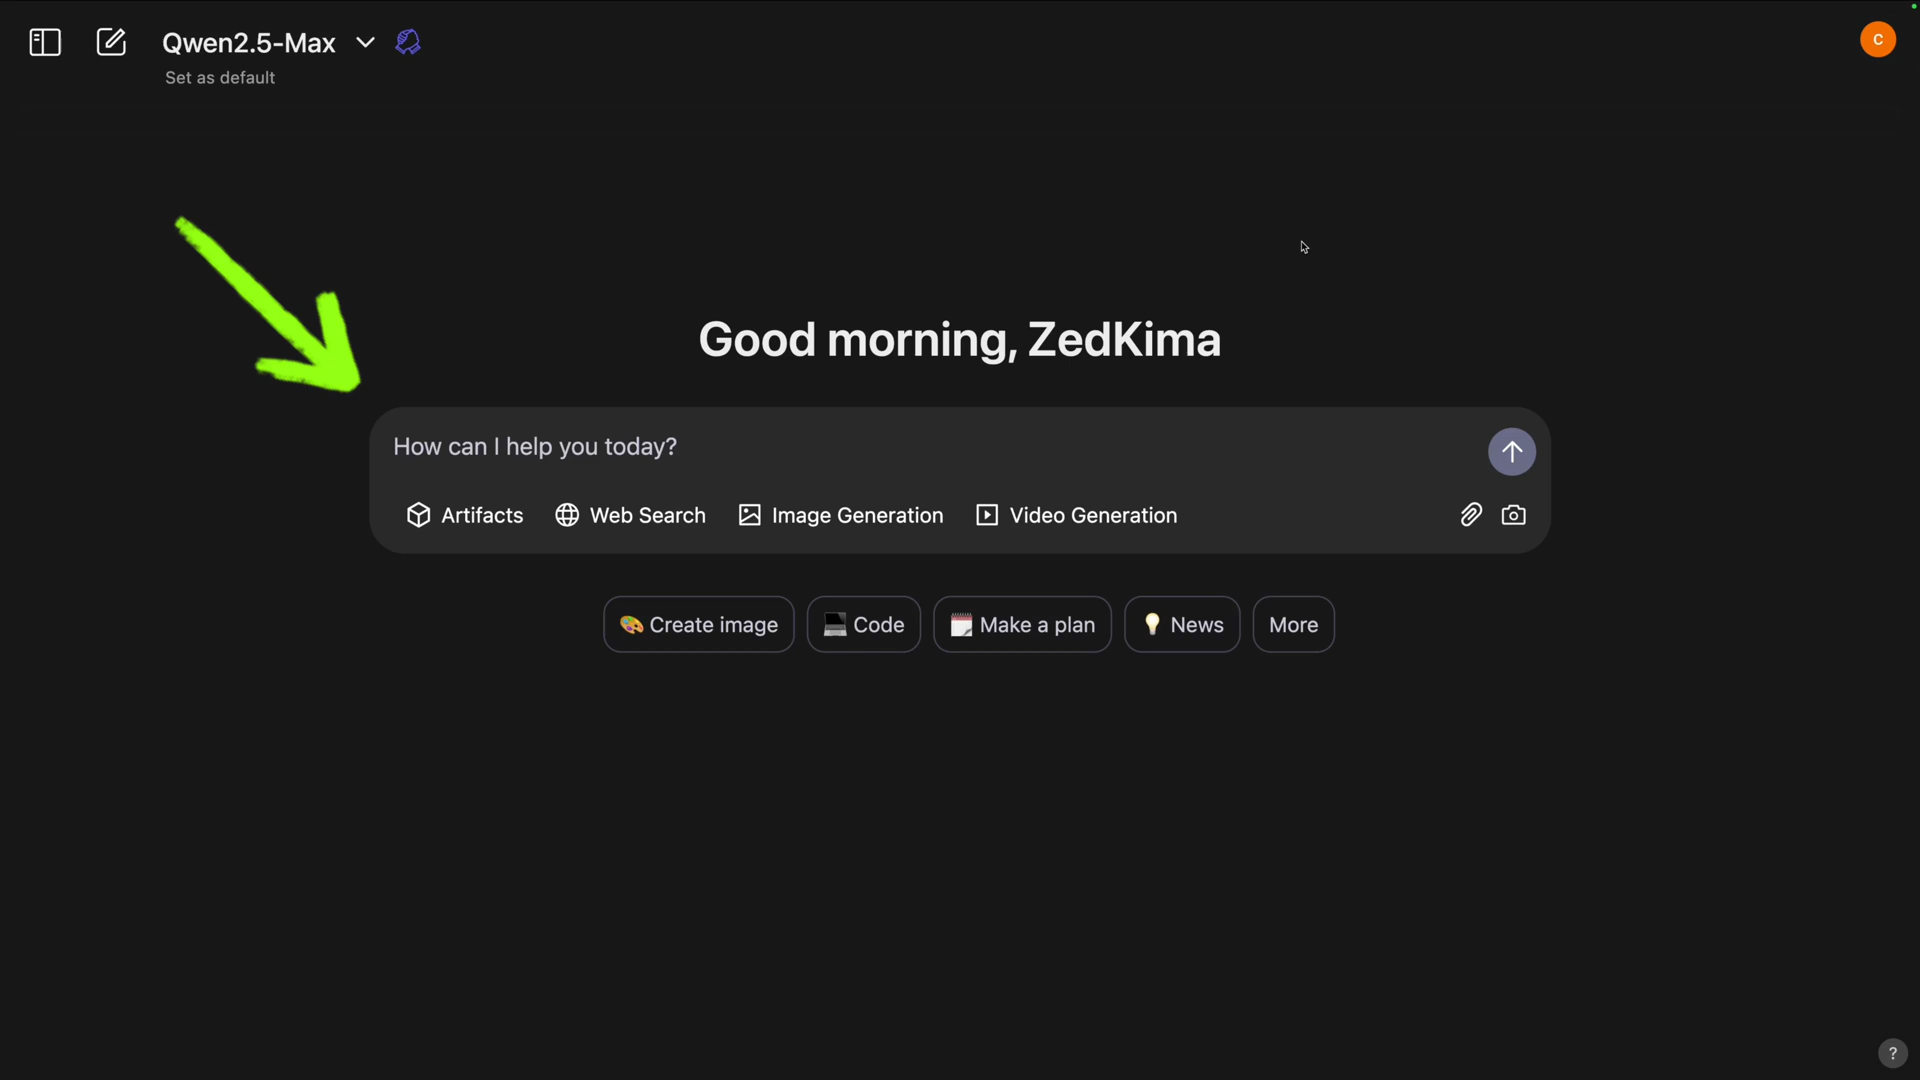 Qwen2.5-Max
Set as default
C
Good morning, ZedKima
How can I help you today?
Artifacts Web Search Image Generation Video Generation
Create image Code Make a plan News More
?